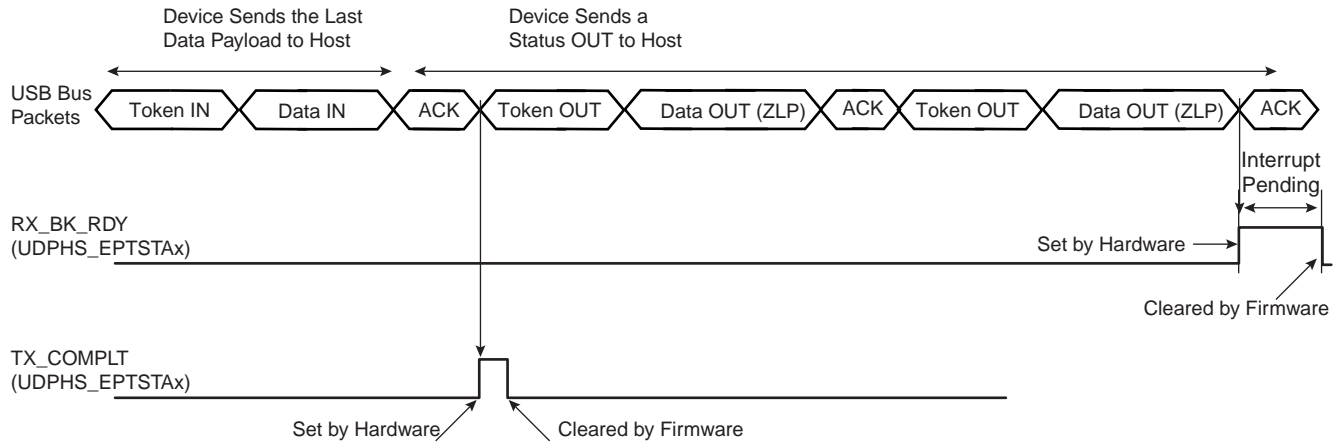 Device Sends the Last
Data Payload to Host
Device Sends a
Status OUT to Host
USB Bus
Packets
Token IN
Data IN
ACK
Token OUT
Data OUT (ZLP)
ACK
Token OUT
Data OUT (ZLP)
ACK
Interrupt
Pending
RX_BK_RDY
(UDPHS_EPTSTAx)
Set by Hardware
Cleared by Firmware
TX_COMPLT
(UDPHS_EPTSTAx)
Set by Hardware
Cleared by Firmware